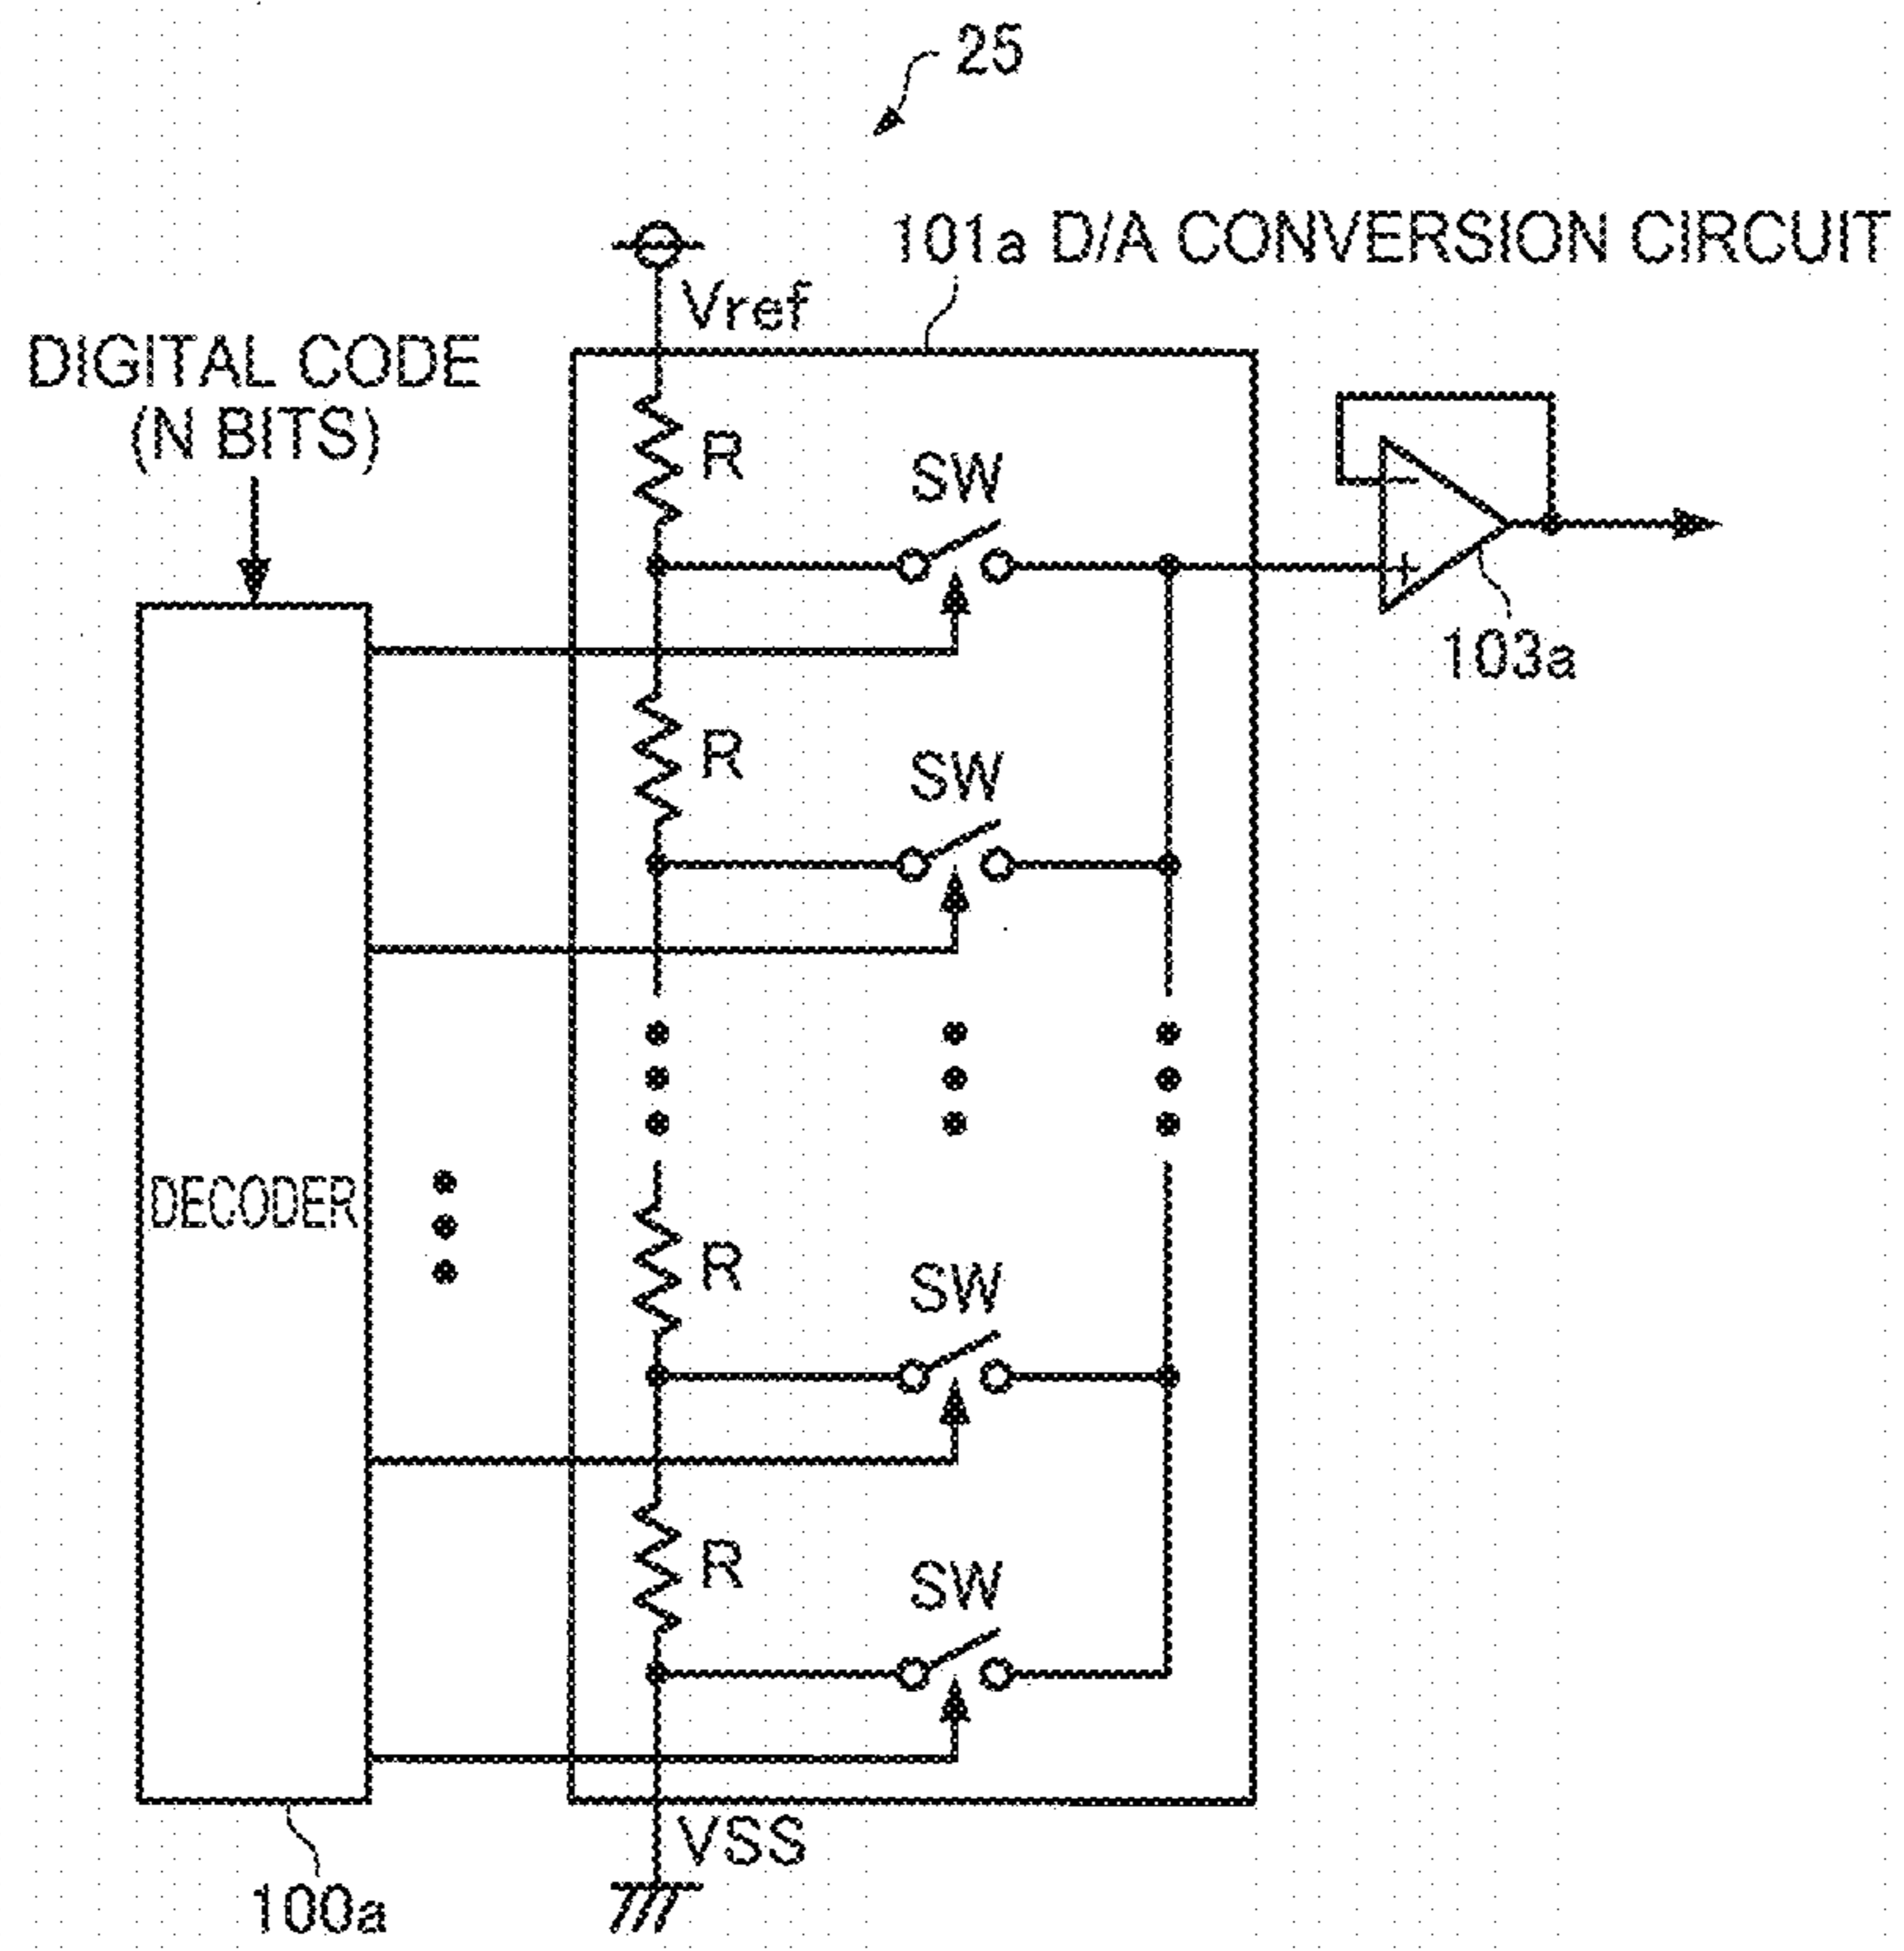 25
101a D/A CONVERSION CIRCUIT
Vref
DIGITAL CODE
(N BITS)
R
SW
−
+
103a
R
SW
DECODER
R
SW
R
SW
VSS
100a